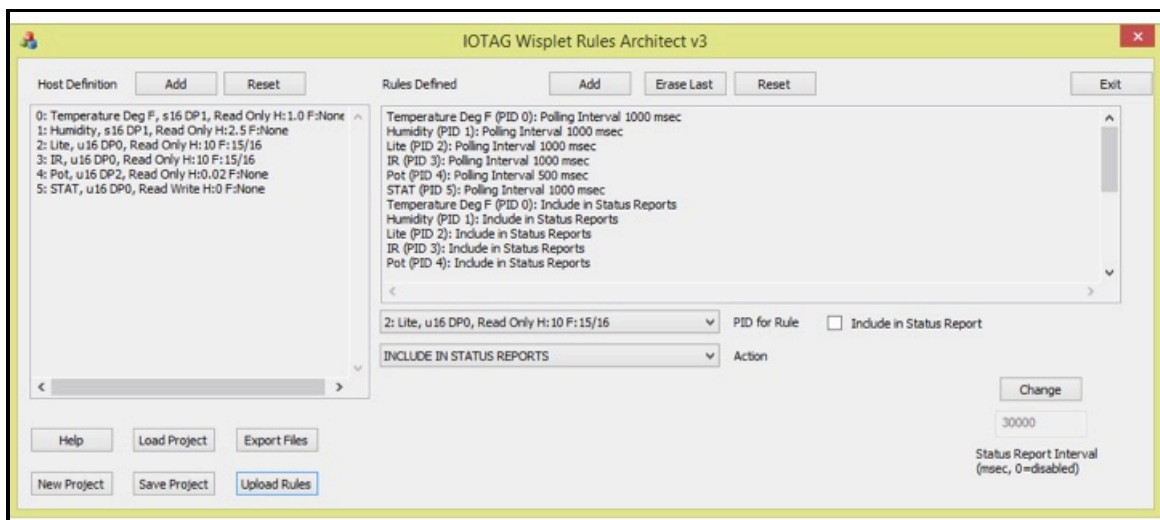 IOTAG Wisplet Rules Architect v3
Host Definition Add Reset
Rules Defined Add Erase Last Reset Exit
0: Temperature Deg F, s16 DP1, Read Only H:1.0 F:None
1: Humidity, s16 DP1, Read Only H:2.5 F:None
2: Lite, u16 DP0, Read Only H:10 F:15/16
3: IR, u16 DP0, Read Only H:10 F:15/16
4: Pot, u16 DP2, Read Only H:0.02 F:None
5: STAT, u16 DP0, Read Write H:0 F:None
Temperature Deg F (PID 0): Polling Interval 1000 msec
Humidity (PID 1): Polling Interval 1000 msec
Lite (PID 2): Polling Interval 1000 msec
IR (PID 3): Polling Interval 1000 msec
Pot (PID 4): Polling Interval 500 msec
STAT (PID 5): Polling Interval 1000 msec
Temperature Deg F (PID 0): Include in Status Reports
Humidity (PID 1): Include in Status Reports
Lite (PID 2): Include in Status Reports
IR (PID 3): Include in Status Reports
Pot (PID 4): Include in Status Reports
2: Lite, u16 DP0, Read Only H:10 F:15/16 PID for Rule Include in Status Report
INCLUDE IN STATUS REPORTS Action
Change
30000
Status Report Interval
(msec, 0=disabled)
Help Load Project Export Files
New Project Save Project Upload Rules